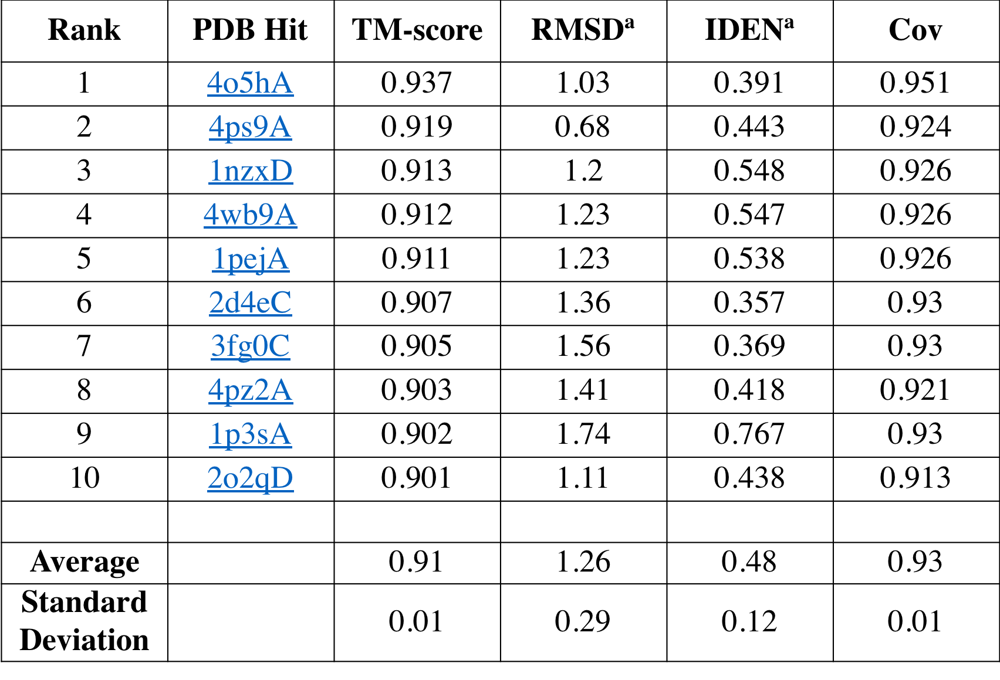 Rank PDB Hit TM-score RMSDᵃ IDENᵃ Cov
1 4o5hA 0.937 1.03 0.391 0.951
2 4ps9A 0.919 0.68 0.443 0.924
3 1nzxD 0.913 1.2 0.548 0.926
4 4wb9A 0.912 1.23 0.547 0.926
5 1pejA 0.911 1.23 0.538 0.926
6 2d4eC 0.907 1.36 0.357 0.93
7 3fg0C 0.905 1.56 0.369 0.93
8 4pz2A 0.903 1.41 0.418 0.921
9 1p3sA 0.902 1.74 0.767 0.93
10 2o2qD 0.901 1.11 0.438 0.913
Average 0.91 1.26 0.48 0.93
Standard
Deviation 0.01 0.29 0.12 0.01